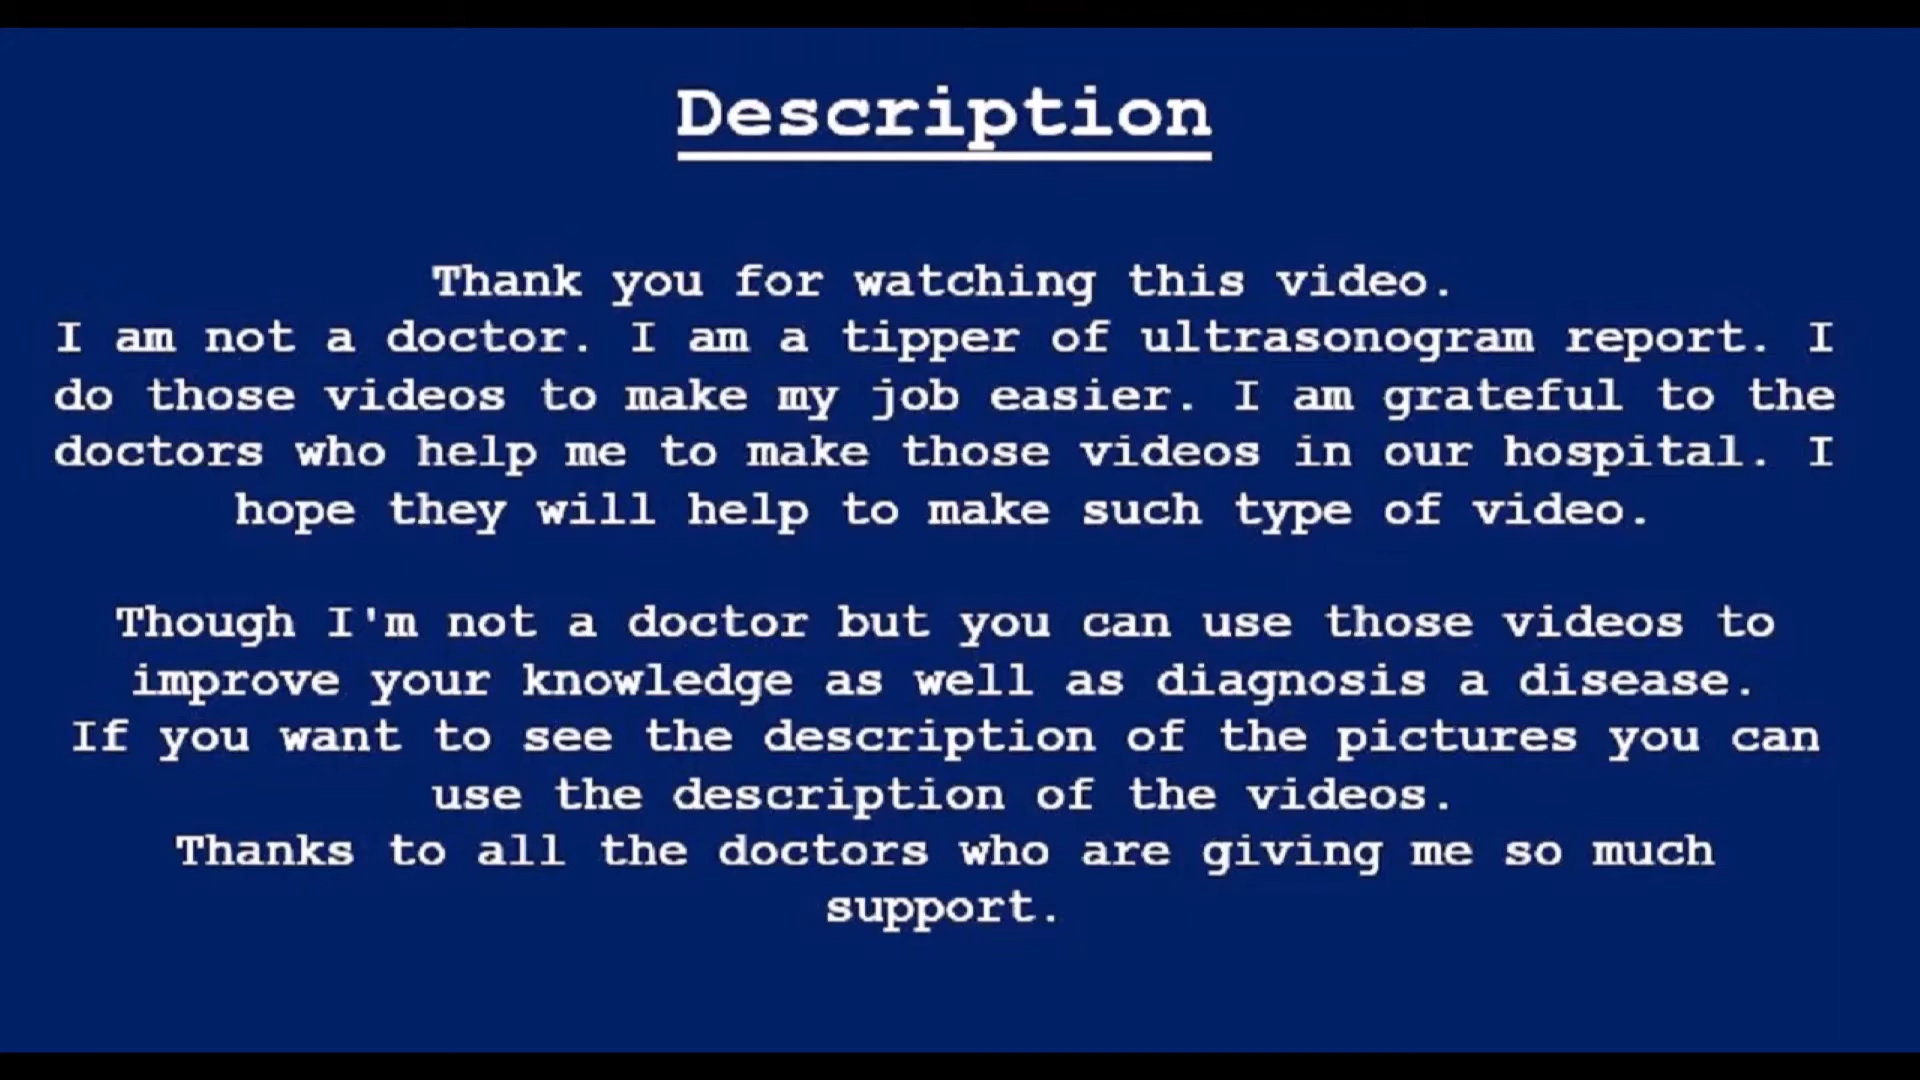 Description
Thank you for watching this video.
I am not a doctor. I am a tipper of ultrasonogram report. I
do those videos to make my job easier. I am grateful to the
doctors who help me to make those videos in our hospital. I
hope they will help to make such type of video.
Though I'm not a doctor but you can use those videos to
improve your knowledge as well as diagnosis a disease.
If you want to see the description of the pictures you can
use the description of the videos.
Thanks to all the doctors who are giving me so much
support.